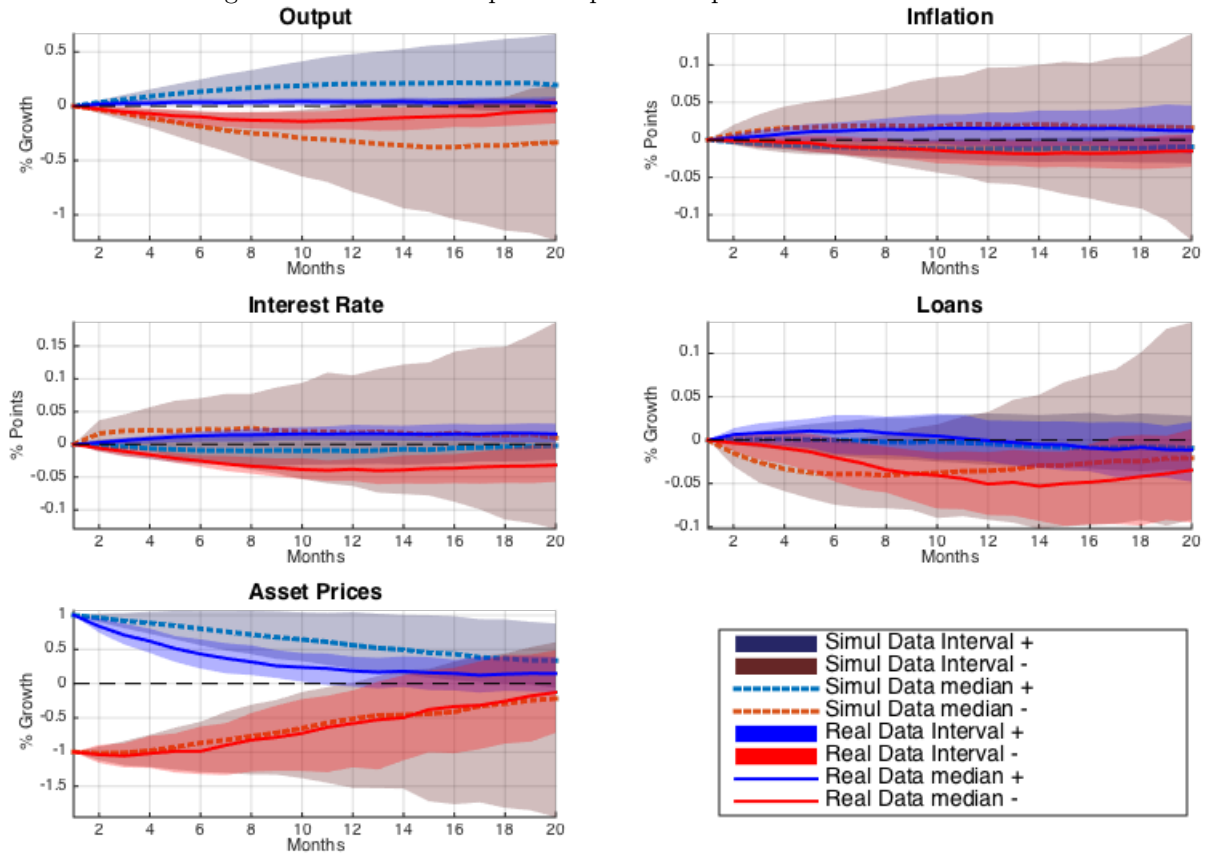 Output
0.5
0
-0.5
-1
% Growth
2 4 6 8 10 12 14 16 18 20
Months
Inflation
0.1
0.05
0
-0.05
-0.1
% Points
2 4 6 8 10 12 14 16 18 20
Months
Interest Rate
0.15
0.1
0.05
0
-0.05
-0.1
% Points
2 4 6 8 10 12 14 16 18 20
Months
Loans
0.1
0.05
0
-0.05
-0.1
% Growth
2 4 6 8 10 12 14 16 18 20
Months
Asset Prices
1
0.5
0
-0.5
-1
-1.5
% Growth
2 4 6 8 10 12 14 16 18 20
Months
Simul Data Interval +
Simul Data Interval -
Simul Data median +
Simul Data median -
Real Data Interval +
Real Data Interval -
Real Data median +
Real Data median -